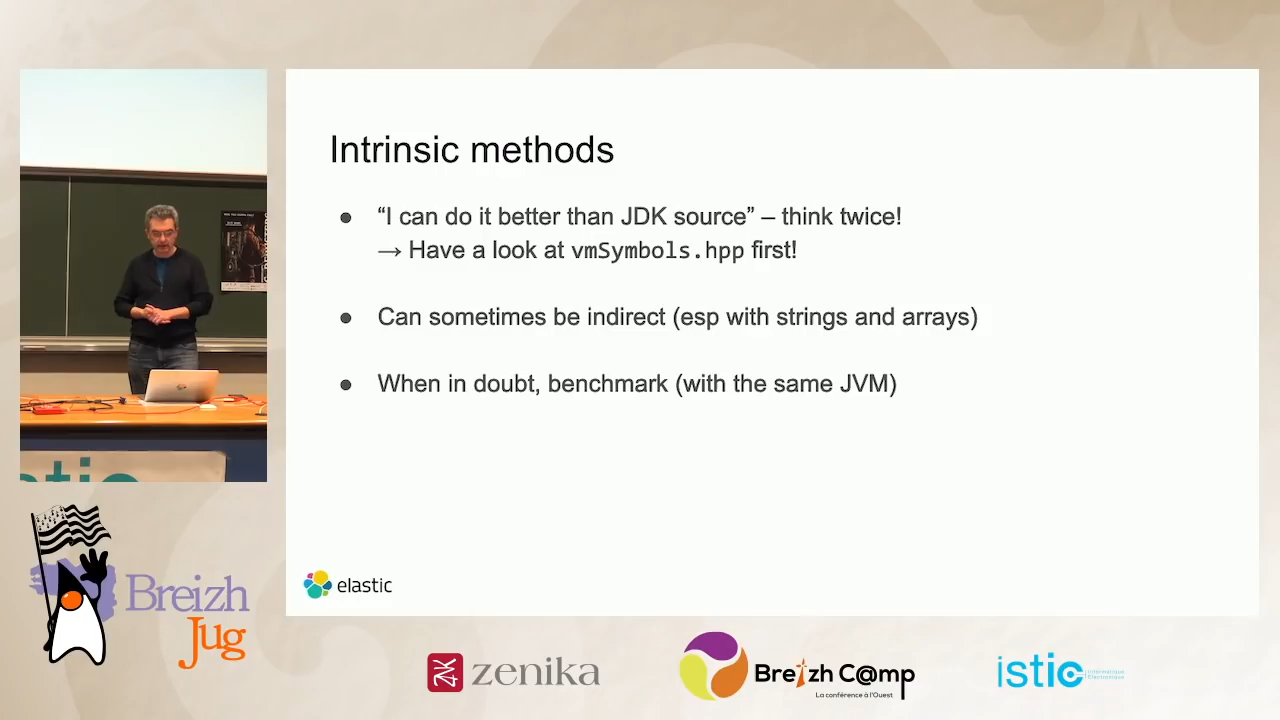 Intrinsic methods
● “I can do it better than JDK source” – think twice!
→ Have a look at vmSymbols.hpp first!
● Can sometimes be indirect (esp with strings and arrays)
● When in doubt, benchmark (with the same JVM)
elastic
Breizh
Jug
zenika
Breizh C@mp
La conférence à l'Ouest
istic